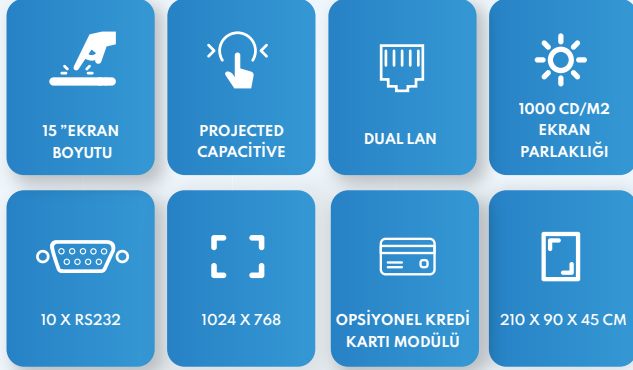 15 ”EKRAN
BOYUTU
PROJECTED
CAPACİTİVE
DUAL LAN
1000 CD/M2
EKRAN
PARLAKLIĞI
10 X RS232
1024 X 768
OPSİYONEL KREDİ
KARTI MODÜLÜ
210 X 90 X 45 CM